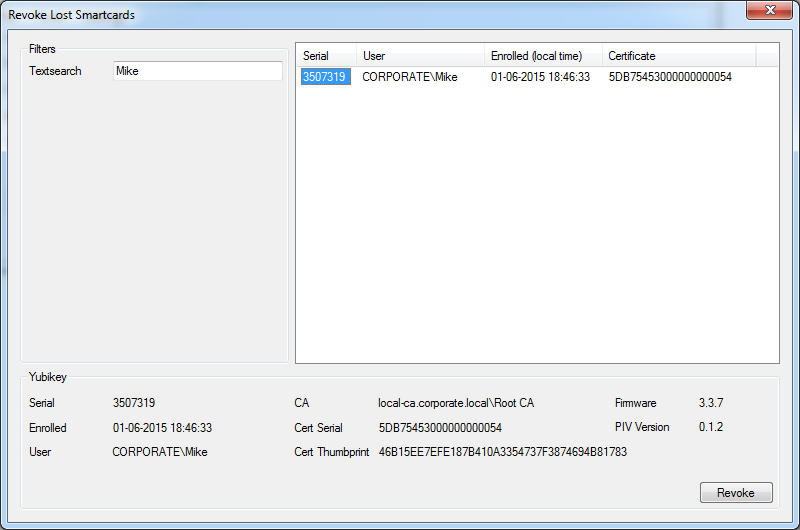 Revoke Lost Smartcards
Filters
Textsearch Mike
Serial User Enrolled (local time) Certificate
3507319 CORPORATE\Mike 01-06-2015 18:46:33 5DB75453000000000054
Yubikey
Serial 3507319 CA local-ca.corporate.local\Root CA Firmware 3.3.7
Enrolled 01-06-2015 18:46:33 Cert Serial 5DB75453000000000054 PIV Version 0.1.2
User CORPORATE\Mike Cert Thumbprint 46B15EE7EFE187B410A3354737F3874694B81783
Revoke